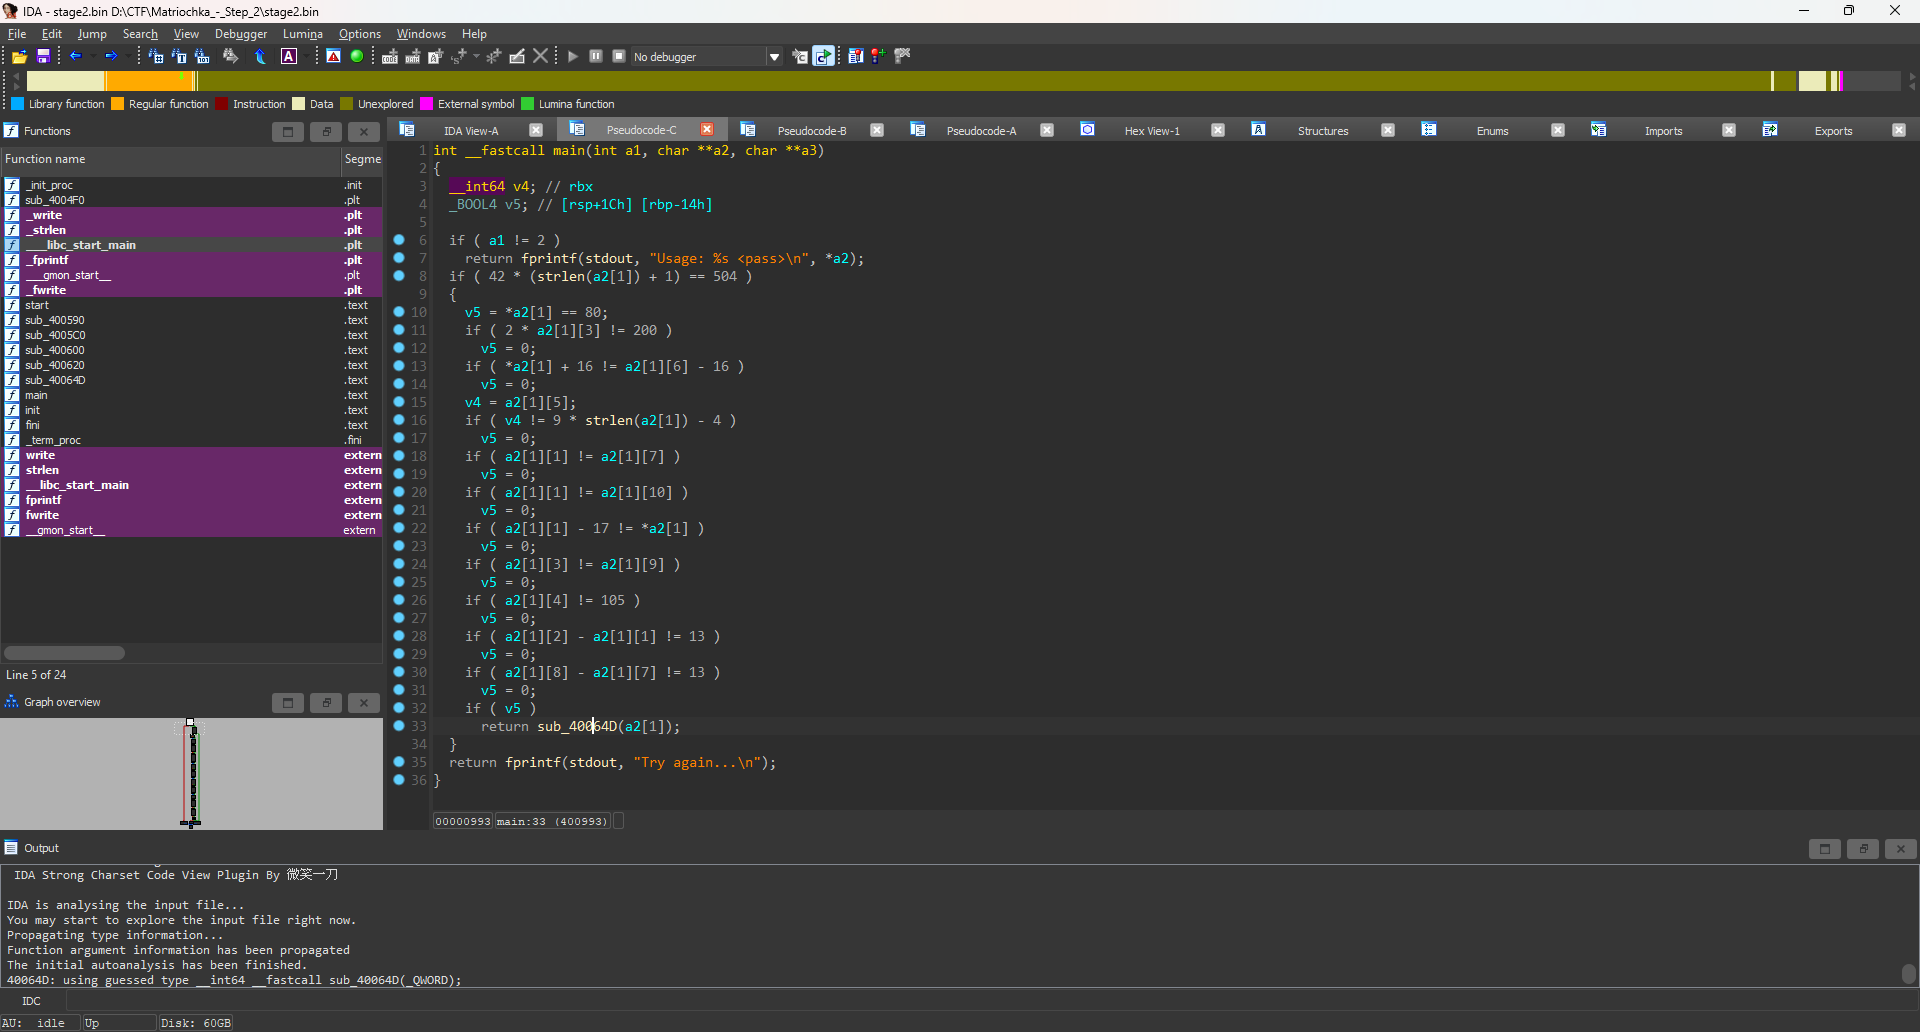 IDA - stage2.bin D:\CTF\Matriochka_-_Step_2\stage2.bin
File Edit Jump Search View Debugger Lumina Options Windows Help
No debugger
Library function Regular function Instruction Data Unexplored External symbol Lumina function
Functions
IDA View-A Pseudocode-C Pseudocode-B Pseudocode-A Hex View-1 Structures Enums Imports Exports
Function name Segme
_init_proc .init
sub_4004F0 .plt
_write .plt
_strlen .plt
___libc_start_main .plt
_fprintf .plt
___gmon_start__ .plt
_fwrite .plt
start .text
sub_400590 .text
sub_4005C0 .text
sub_400600 .text
sub_400620 .text
sub_40064D .text
main .text
init .text
fini .text
_term_proc .fini
write extern
strlen extern
__libc_start_main extern
fprintf extern
fwrite extern
__gmon_start__ extern
Line 5 of 24
Graph overview
1 int __fastcall main(int a1, char **a2, char **a3)
2 {
3 __int64 v4; // rbx
4 _BOOL4 v5; // [rsp+1Ch] [rbp-14h]
5
6 if ( a1 != 2 )
7 return fprintf(stdout, "Usage: %s <pass>\n", *a2);
8 if ( 42 * (strlen(a2[1]) + 1) == 504 )
9 {
10 v5 = *a2[1] == 80;
11 if ( 2 * a2[1][3] != 200 )
12 v5 = 0;
13 if ( *a2[1] + 16 != a2[1][6] - 16 )
14 v5 = 0;
15 v4 = a2[1][5];
16 if ( v4 != 9 * strlen(a2[1]) - 4 )
17 v5 = 0;
18 if ( a2[1][1] != a2[1][7] )
19 v5 = 0;
20 if ( a2[1][1] != a2[1][10] )
21 v5 = 0;
22 if ( a2[1][1] - 17 != *a2[1] )
23 v5 = 0;
24 if ( a2[1][3] != a2[1][9] )
25 v5 = 0;
26 if ( a2[1][4] != 105 )
27 v5 = 0;
28 if ( a2[1][2] - a2[1][1] != 13 )
29 v5 = 0;
30 if ( a2[1][8] - a2[1][7] != 13 )
31 v5 = 0;
32 if ( v5 )
33 return sub_40064D(a2[1]);
34 }
35 return fprintf(stdout, "Try again...\n");
36 }
00000993 main:33 (400993)
Output
IDA Strong Charset Code View Plugin By 微笑一刀
IDA is analysing the input file...
You may start to explore the input file right now.
Propagating type information...
Function argument information has been propagated
The initial autoanalysis has been finished.
40064D: using guessed type __int64 __fastcall sub_40064D(_QWORD);
IDC
AU: idle Up Disk: 60GB